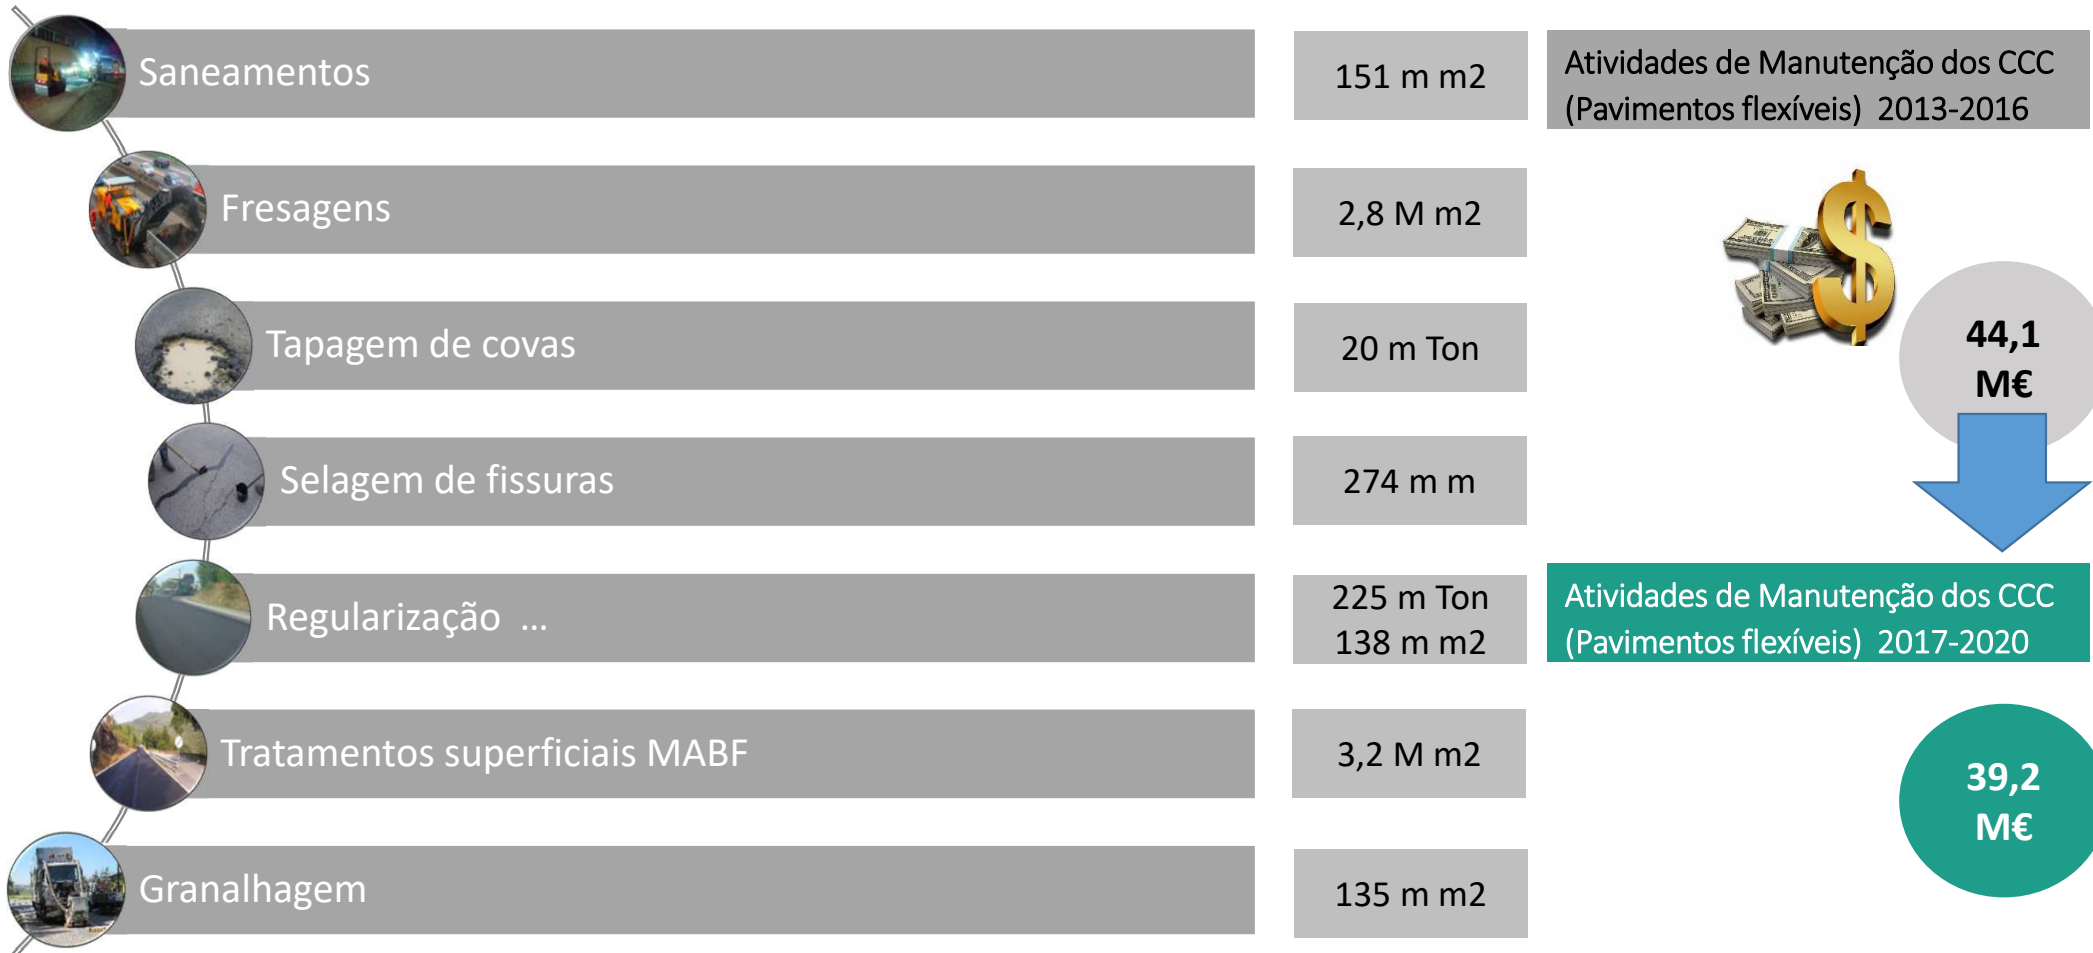 Saneamentos
151 m m2
Fresagens
2,8 M m2
Tapagem de covas
20 m Ton
Selagem de fissuras
274 m m
Regularização ...
225 m Ton
138 m m2
Tratamentos superficiais MABF
3,2 M m2
Granalhagem
135 m m2
Atividades de Manutenção dos CCC
(Pavimentos flexíveis) 2013-2016
44,1
M€
Atividades de Manutenção dos CCC
(Pavimentos flexíveis) 2017-2020
39,2
M€